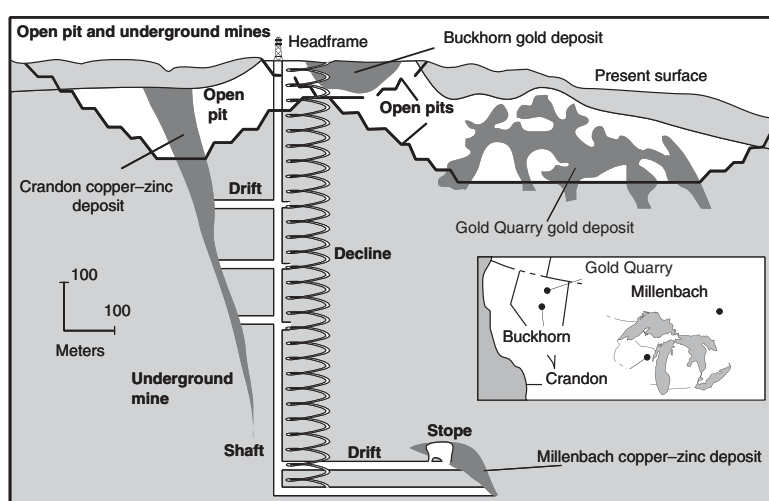 Open pit and underground mines
Headframe
Buckhorn gold deposit
Present surface
Open
pit
Open pits
Crandon copper–zinc
deposit
Drift
Gold Quarry gold deposit
Decline
100
100
Meters
Gold Quarry
Millenbach
Buckhorn
Crandon
Underground
mine
Shaft
Drift
Stope
Millenbach copper–zinc deposit